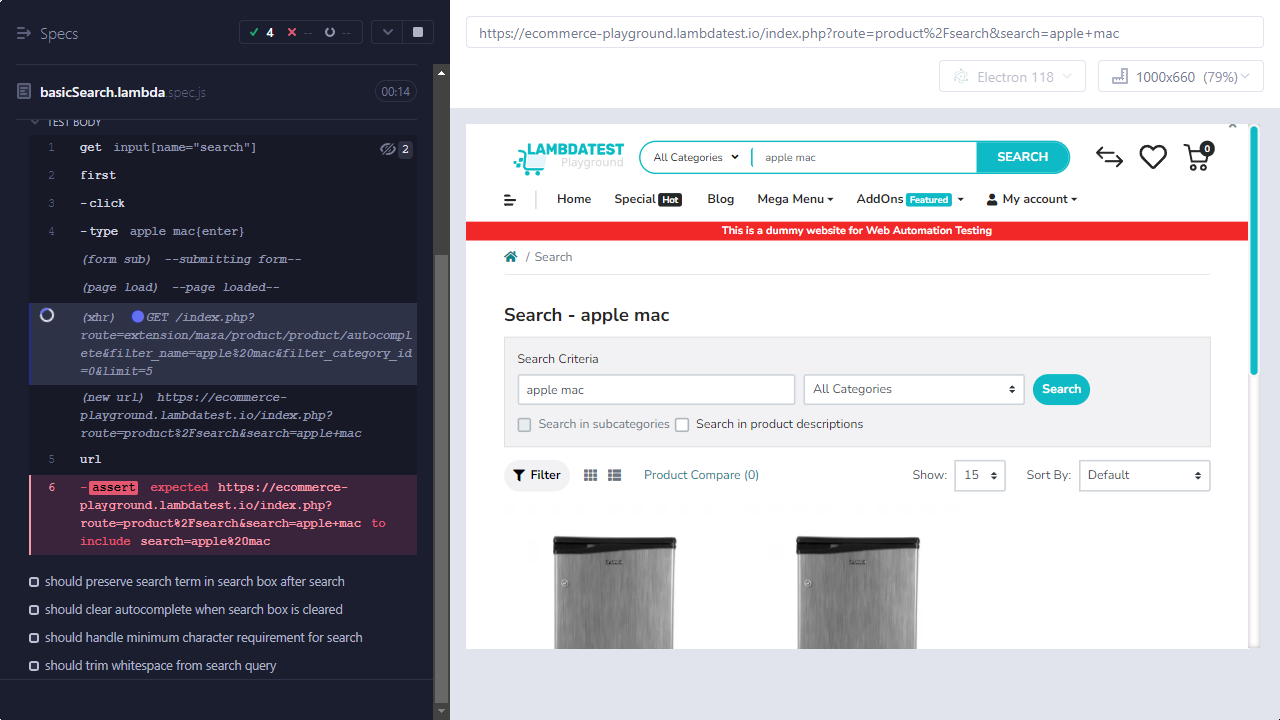 Specs
4
--
--
basicSearch.lambda.spec.js
00:14
TEST BODY
1 get input[name="search"] 2
2 first
3 -click
4 -type apple mac{enter}
(form sub) --submitting form--
(page load) --page loaded--
(xhr) GET /index.php?
route=extension/maza/product/product/autocompl
ete&filter_name=apple%20mac&filter_category_id
=0&limit=5
(new url) https://ecommerce-
playground.lambdatest.io/index.php?
route=product%2Fsearch&search=apple+mac
5 url
6 -assert expected https://ecommerce-
playground.lambdatest.io/index.php?
route=product%2Fsearch&search=apple+mac to
include search=apple%20mac
should preserve search term in search box after search
should clear autocomplete when search box is cleared
should handle minimum character requirement for search
should trim whitespace from search query
https://ecommerce-playground.lambdatest.io/index.php?route=product%2Fsearch&search=apple+mac
Electron 118
1000x660 (79%)
LAMBDATEST
Playground
All Categories
apple mac
SEARCH
0
Home
Special Hot
Blog
Mega Menu
AddOns Featured
My account
This is a dummy website for Web Automation Testing
/ Search
Search - apple mac
Search Criteria
apple mac
All Categories
Search
Search in subcategories
Search in product descriptions
Filter
Product Compare (0)
Show:
15
Sort By:
Default